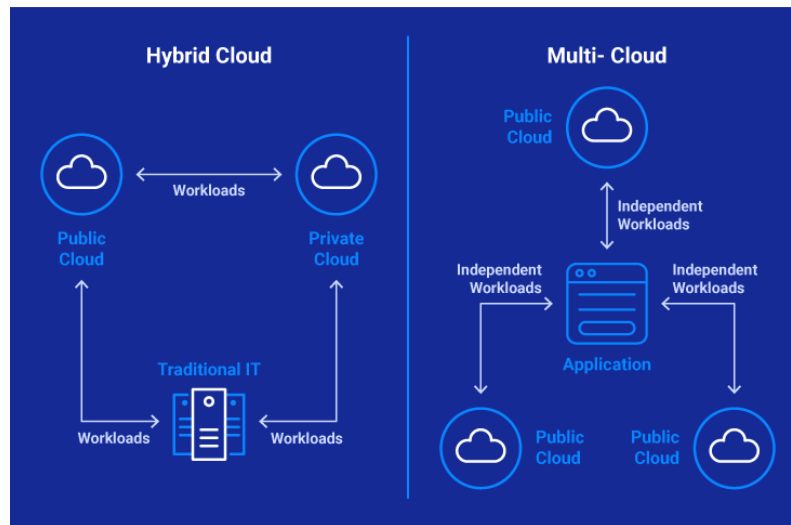 Hybrid Cloud
Workloads
Public
Cloud
Private
Cloud
Traditional IT
Workloads
Workloads
Multi- Cloud
Public
Cloud
Independent
Workloads
Independent
Workloads
Independent
Workloads
Application
Public
Cloud
Public
Cloud